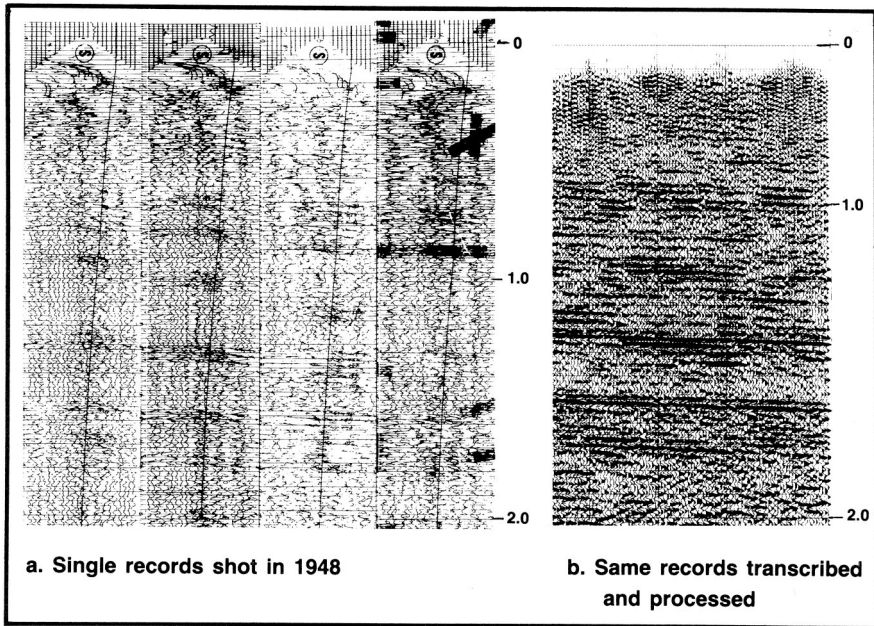 S S S S
0
1.0
2.0
0
1.0
2.0
a. Single records shot in 1948
b. Same records transcribed
and processed